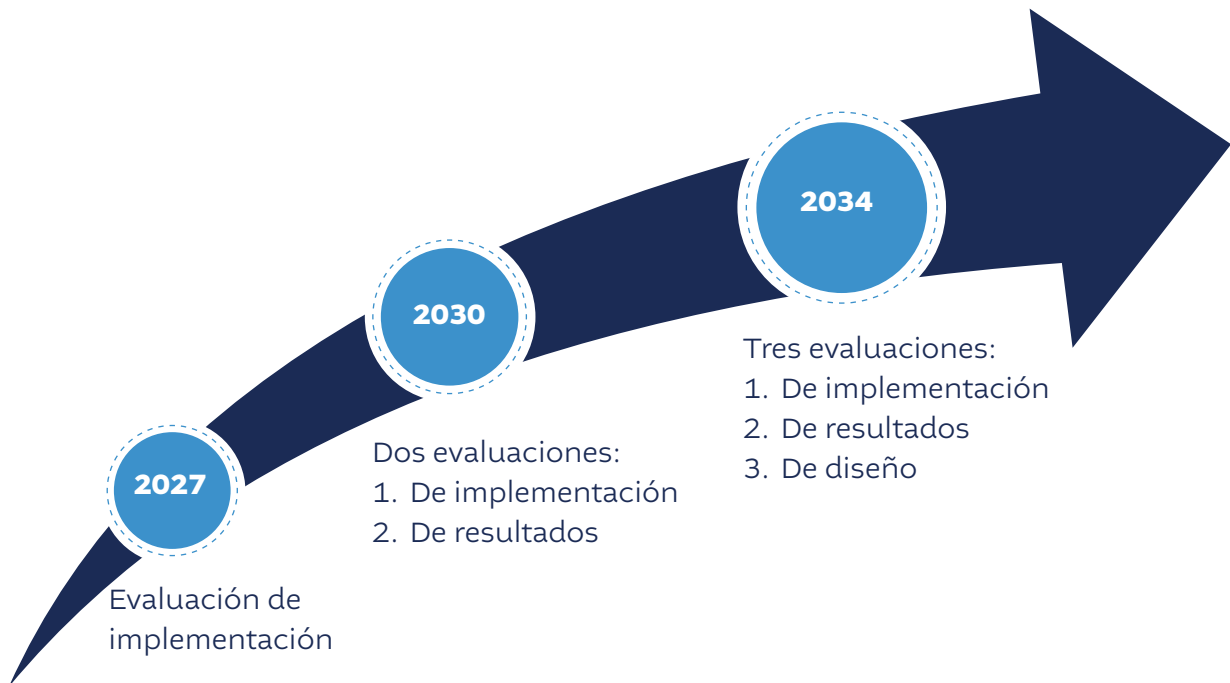 2027
Evaluación de
implementación
2030
Dos evaluaciones:
1. De implementación
2. De resultados
2034
Tres evaluaciones:
1. De implementación
2. De resultados
3. De diseño